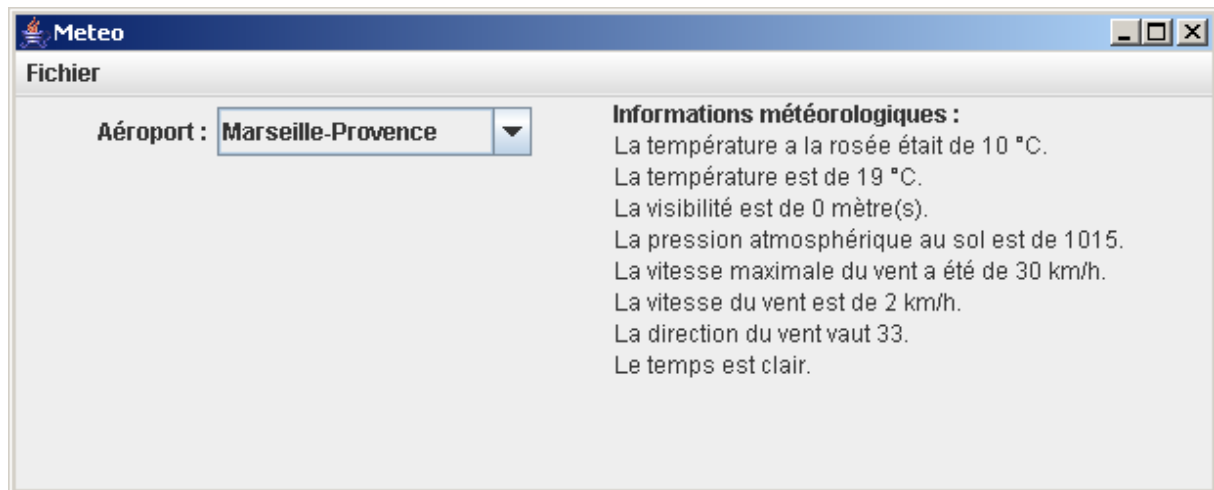 Meteo
Fichier
Aéroport : Marseille-Provence
Informations météorologiques :
La température a la rosée était de 10 °C.
La température est de 19 °C.
La visibilité est de 0 mètre(s).
La pression atmosphérique au sol est de 1015.
La vitesse maximale du vent a été de 30 km/h.
La vitesse du vent est de 2 km/h.
La direction du vent vaut 33.
Le temps est clair.